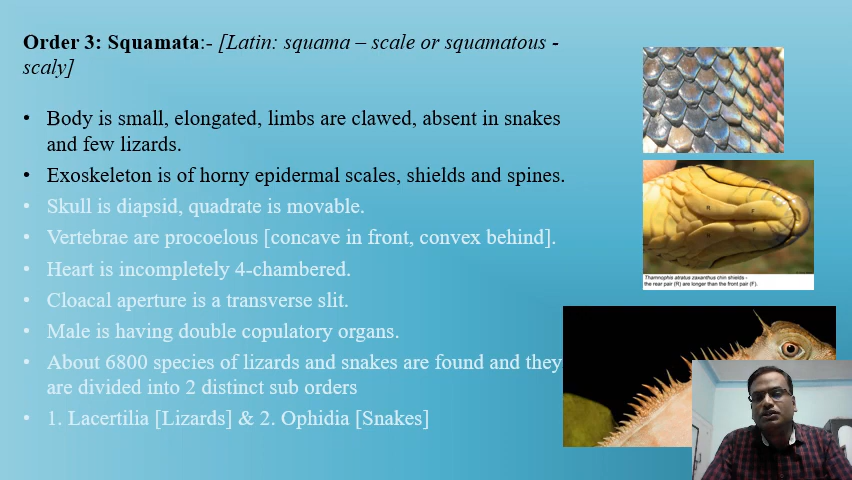 Order 3: Squamata:- [Latin: squama – scale or squamatous -
scaly]
• Body is small, elongated, limbs are clawed, absent in snakes
and few lizards.
• Exoskeleton is of horny epidermal scales, shields and spines.
• Skull is diapsid, quadrate is movable.
• Vertebrae are procoelous [concave in front, convex behind].
• Heart is incompletely 4-chambered.
• Cloacal aperture is a transverse slit.
• Male is having double copulatory organs.
• About 6800 species of lizards and snakes are found and they
are divided into 2 distinct sub orders
• 1. Lacertilia [Lizards] & 2. Ophidia [Snakes]
R F
F
Thamnophis atratus zaxanthus chin shields -
the rear pair (R) are longer than the front pair (F).